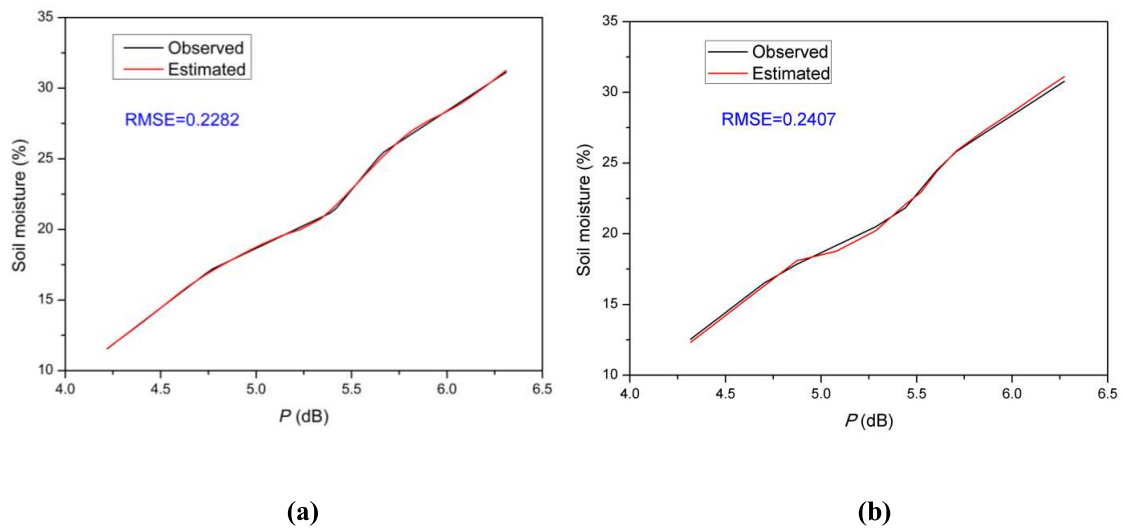 35
30
25
20
15
10
Soil moisture (%)
Observed
Estimated
RMSE=0.2282
4.0 4.5 5.0 5.5 6.0 6.5
P (dB)
(a)
35
30
25
20
15
10
Soil moisture (%)
Observed
Estimated
RMSE=0.2407
4.0 4.5 5.0 5.5 6.0 6.5
P (dB)
(b)